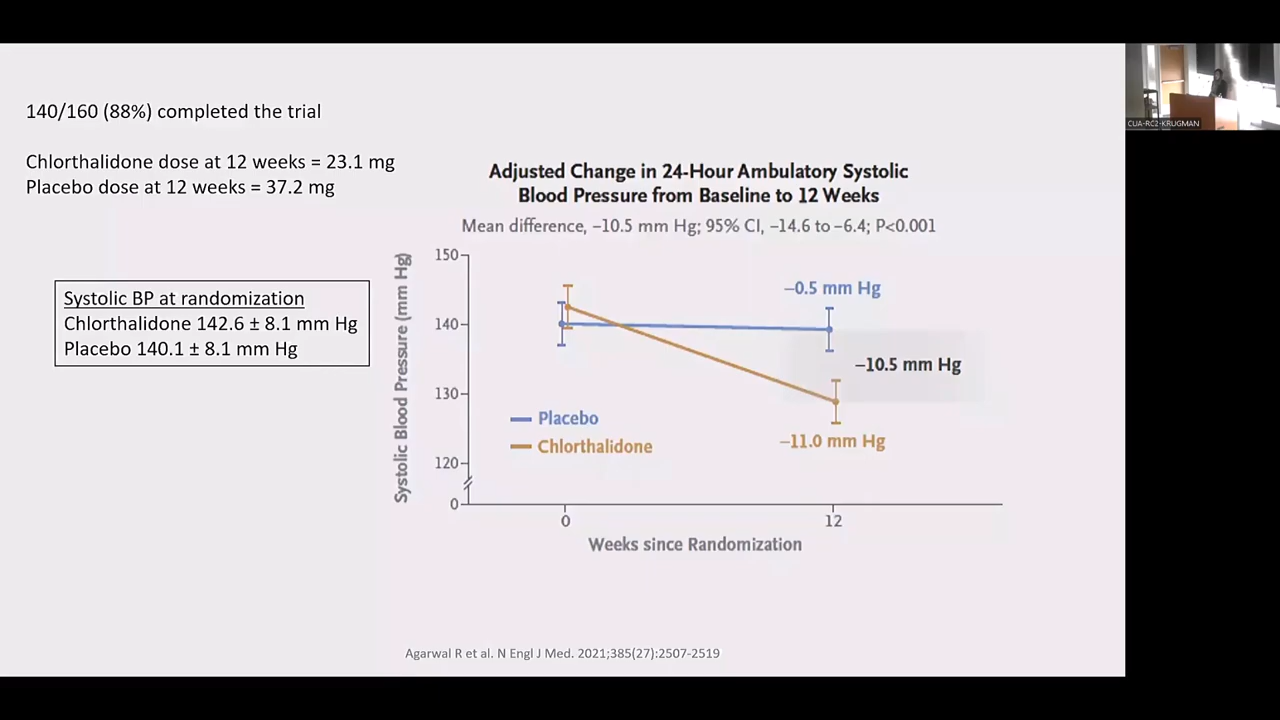 140/160 (88%) completed the trial
Chlorthalidone dose at 12 weeks = 23.1 mg
Placebo dose at 12 weeks = 37.2 mg
Systolic BP at randomization
Chlorthalidone 142.6 ± 8.1 mm Hg
Placebo 140.1 ± 8.1 mm Hg
Adjusted Change in 24-Hour Ambulatory Systolic
Blood Pressure from Baseline to 12 Weeks
Mean difference, −10.5 mm Hg; 95% CI, −14.6 to −6.4; P<0.001
Systolic Blood Pressure (mm Hg)
150
140
130
120
0
−0.5 mm Hg
−10.5 mm Hg
−11.0 mm Hg
Placebo
Chlorthalidone
0
12
Weeks since Randomization
Agarwal R et al. N Engl J Med. 2021;385(27):2507-2519
CUA-RC2-KRUGMAN